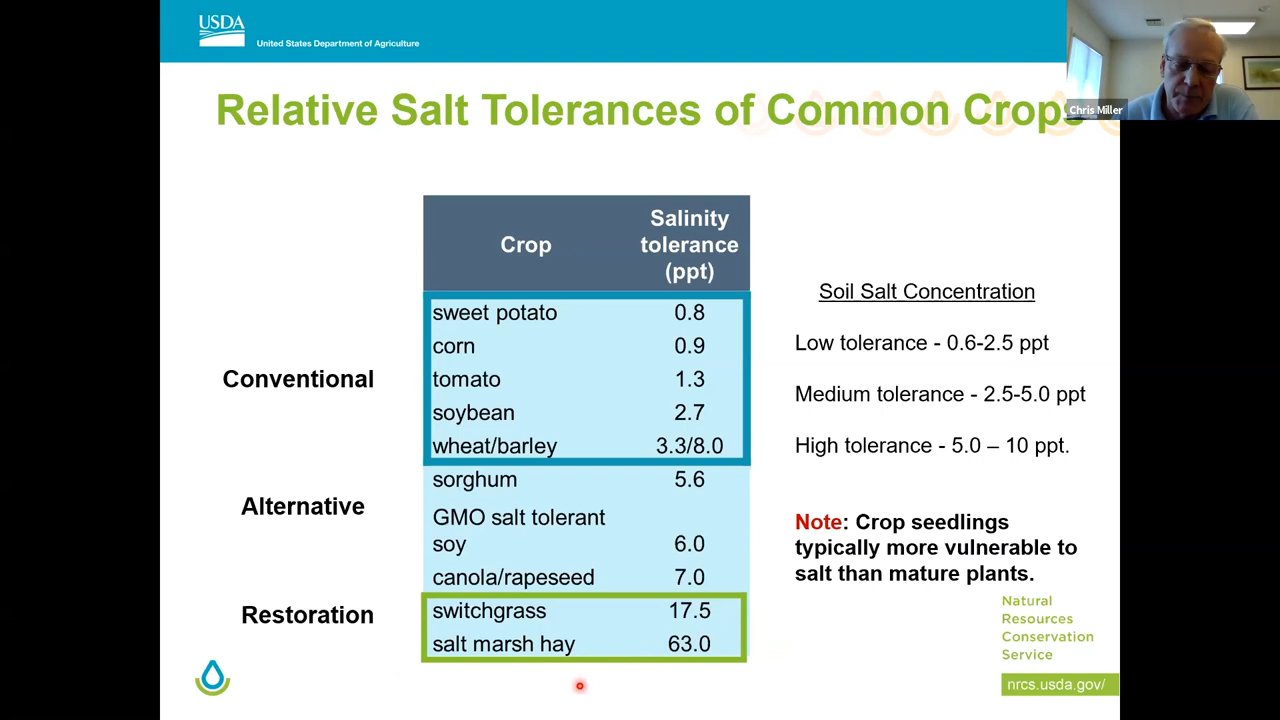 USDA
United States Department of Agriculture
Chris Miller
Relative Salt Tolerances of Common Crops
Crop
Salinity
tolerance
(ppt)
Conventional
sweet potato 0.8
corn 0.9
tomato 1.3
soybean 2.7
wheat/barley 3.3/8.0
Alternative
sorghum 5.6
GMO salt tolerant
soy 6.0
canola/rapeseed 7.0
Restoration
switchgrass 17.5
salt marsh hay 63.0
Soil Salt Concentration
Low tolerance - 0.6-2.5 ppt
Medium tolerance - 2.5-5.0 ppt
High tolerance - 5.0 – 10 ppt.
Note: Crop seedlings
typically more vulnerable to
salt than mature plants.
Natural
Resources
Conservation
Service
nrcs.usda.gov/